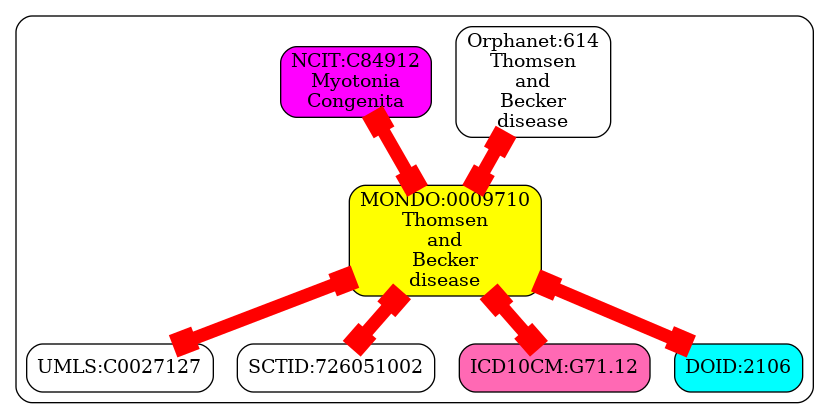 NCIT:C84912
Myotonia
Congenita
Orphanet:614
Thomsen
and
Becker
disease
MONDO:0009710
Thomsen
and
Becker
disease
UMLS:C0027127
SCTID:726051002
ICD10CM:G71.12
DOID:2106